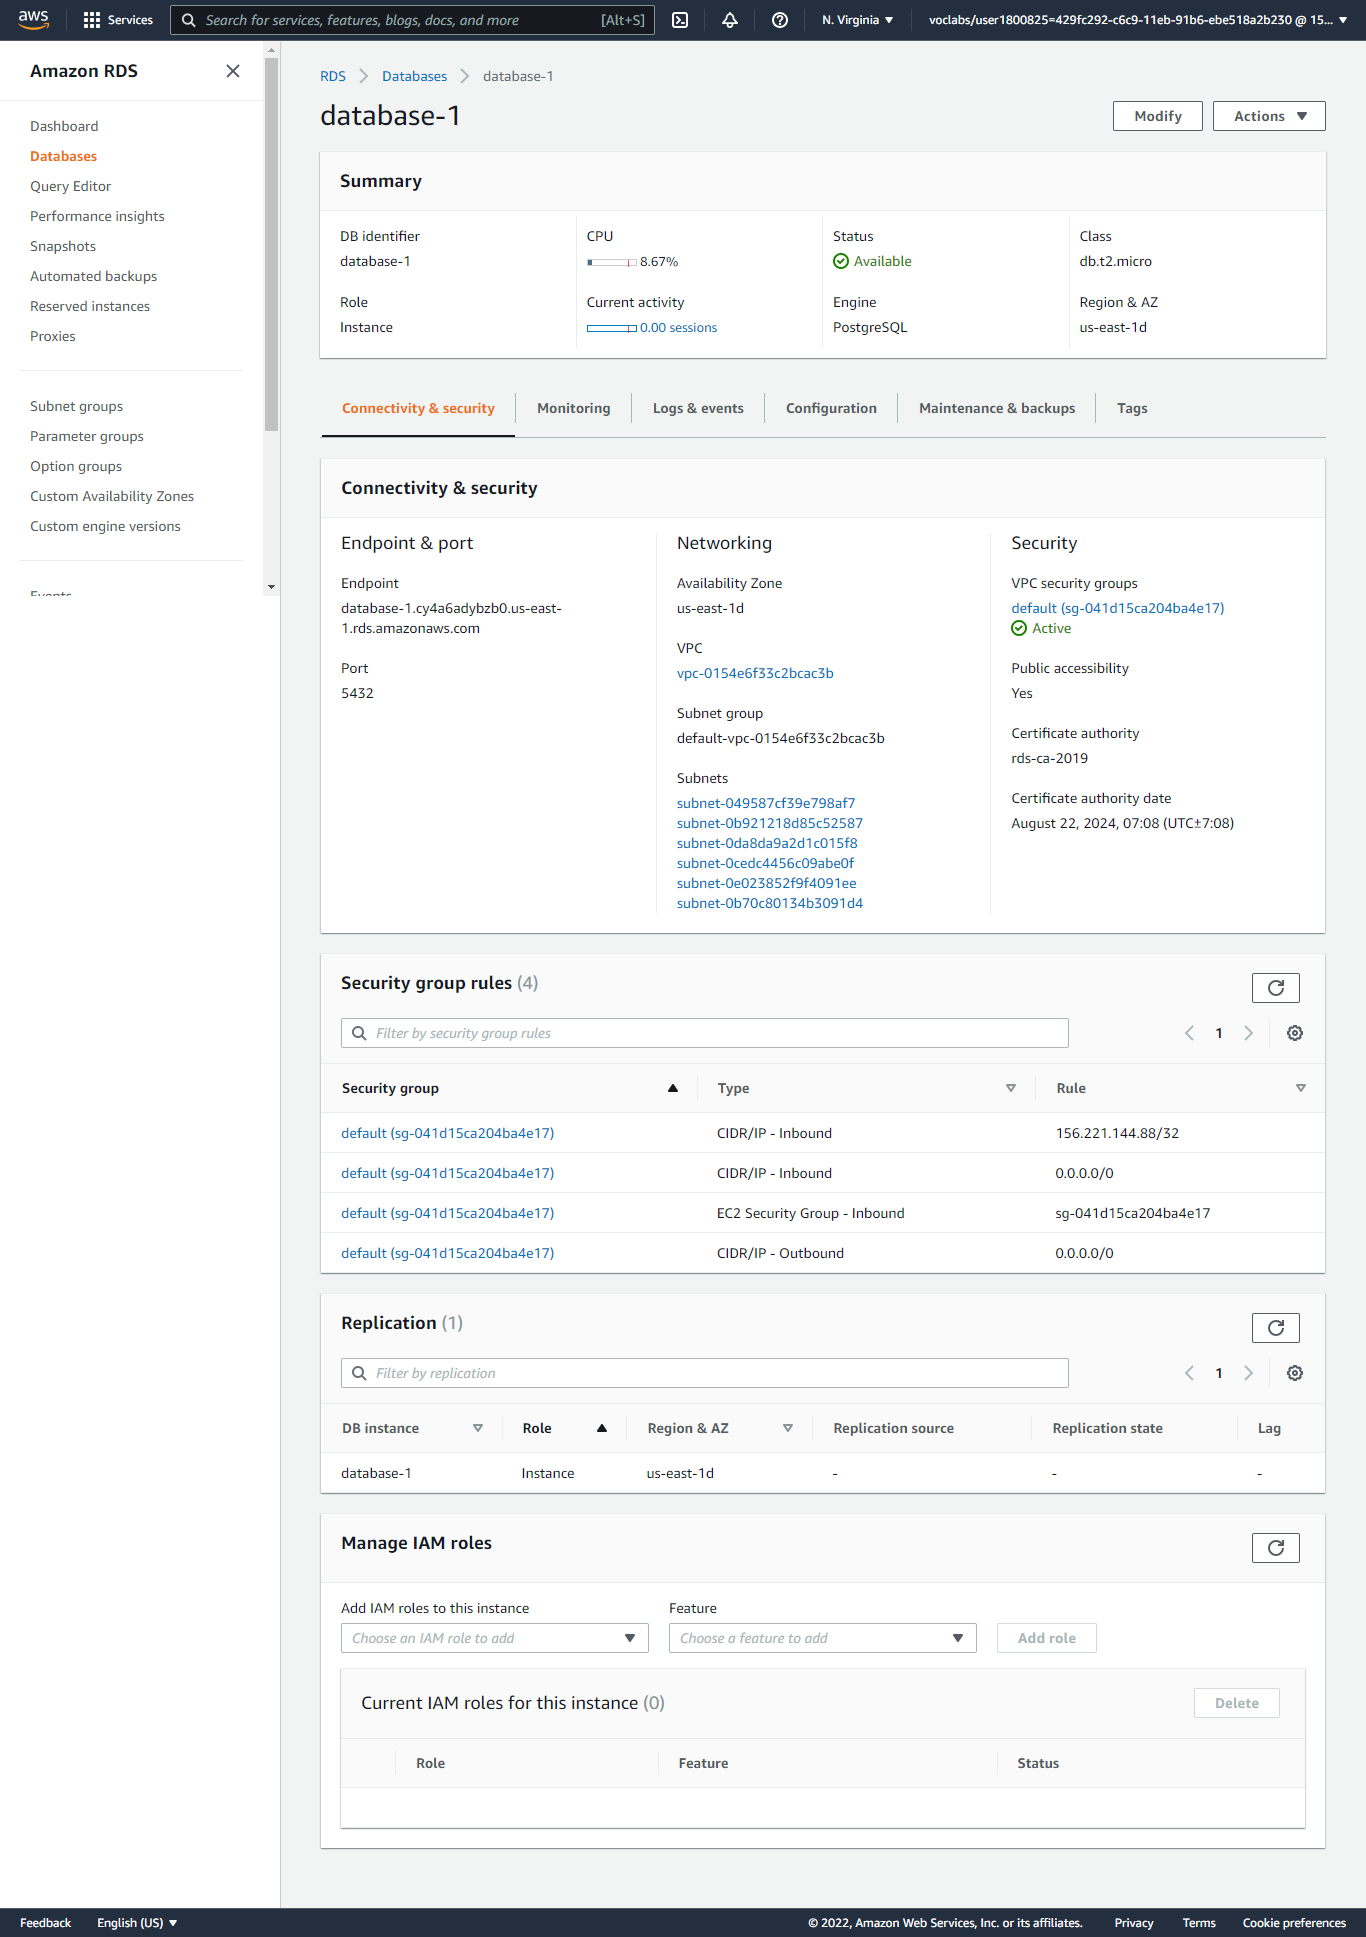 aws
Services
Search for services, features, blogs, docs, and more
[Alt+S]
N. Virginia
voclabs/user1800825=429fc292-c6c9-11eb-91b6-ebe518a2b230 @ 15...
Amazon RDS
Dashboard
Databases
Query Editor
Performance insights
Snapshots
Automated backups
Reserved instances
Proxies
Subnet groups
Parameter groups
Option groups
Custom Availability Zones
Custom engine versions
Events
RDS
Databases
database-1
database-1
Modify
Actions
Summary
DB identifier
database-1
CPU
8.67%
Status
Available
Class
db.t2.micro
Role
Instance
Current activity
0.00 sessions
Engine
PostgreSQL
Region & AZ
us-east-1d
Connectivity & security
Monitoring
Logs & events
Configuration
Maintenance & backups
Tags
Connectivity & security
Endpoint & port
Endpoint
database-1.cy4a6adybzb0.us-east-
1.rds.amazonaws.com
Port
5432
Networking
Availability Zone
us-east-1d
VPC
vpc-0154e6f33c2bcac3b
Subnet group
default-vpc-0154e6f33c2bcac3b
Subnets
subnet-049587cf39e798af7
subnet-0b921218d85c52587
subnet-0da8da9a2d1c015f8
subnet-0cedc4456c09abe0f
subnet-0e023852f9f4091ee
subnet-0b70c80134b3091d4
Security
VPC security groups
default (sg-041d15ca204ba4e17)
Active
Public accessibility
Yes
Certificate authority
rds-ca-2019
Certificate authority date
August 22, 2024, 07:08 (UTC±7:08)
Security group rules (4)
Filter by security group rules
1
Security group
Type
Rule
default (sg-041d15ca204ba4e17)
CIDR/IP - Inbound
156.221.144.88/32
default (sg-041d15ca204ba4e17)
CIDR/IP - Inbound
0.0.0.0/0
default (sg-041d15ca204ba4e17)
EC2 Security Group - Inbound
sg-041d15ca204ba4e17
default (sg-041d15ca204ba4e17)
CIDR/IP - Outbound
0.0.0.0/0
Replication (1)
Filter by replication
1
DB instance
Role
Region & AZ
Replication source
Replication state
Lag
database-1
Instance
us-east-1d
-
-
-
Manage IAM roles
Add IAM roles to this instance
Choose an IAM role to add
Feature
Choose a feature to add
Add role
Current IAM roles for this instance (0)
Delete
Role
Feature
Status
Feedback
English (US)
© 2022, Amazon Web Services, Inc. or its affiliates.
Privacy
Terms
Cookie preferences